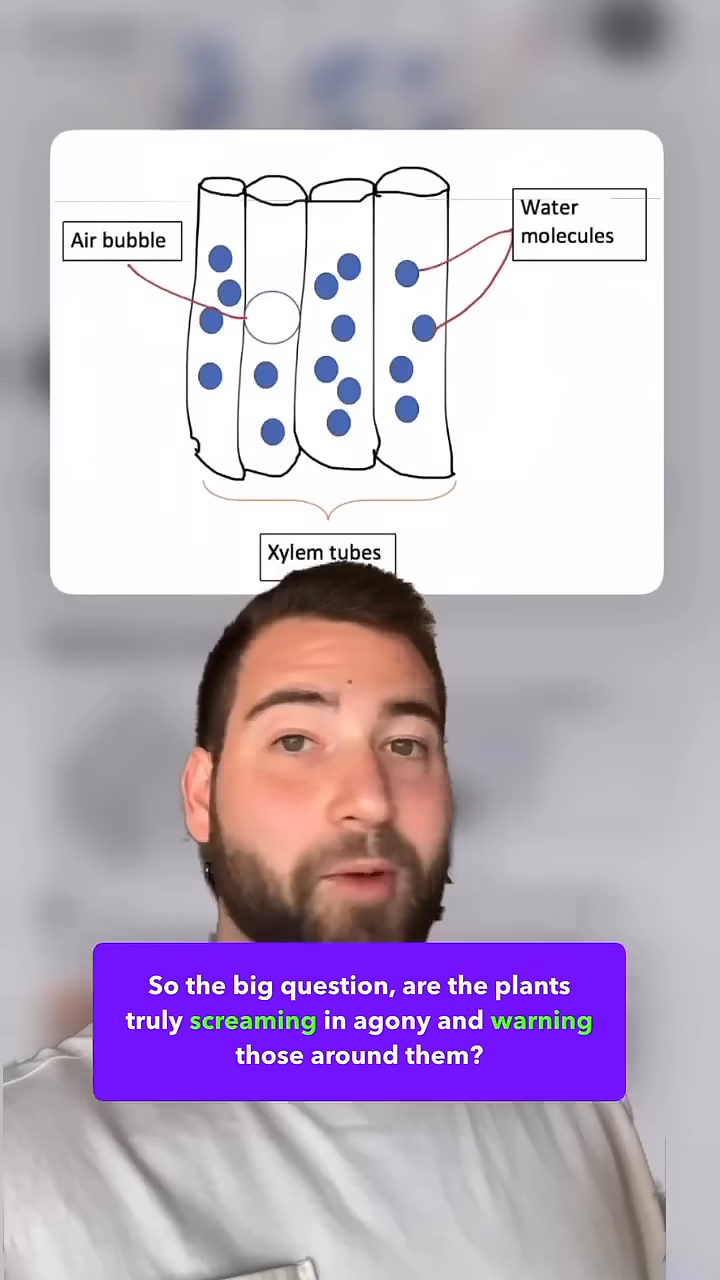 Water
molecules
Air bubble
Xylem tubes
So the big question, are the plants
truly screaming in agony and warning
those around them?